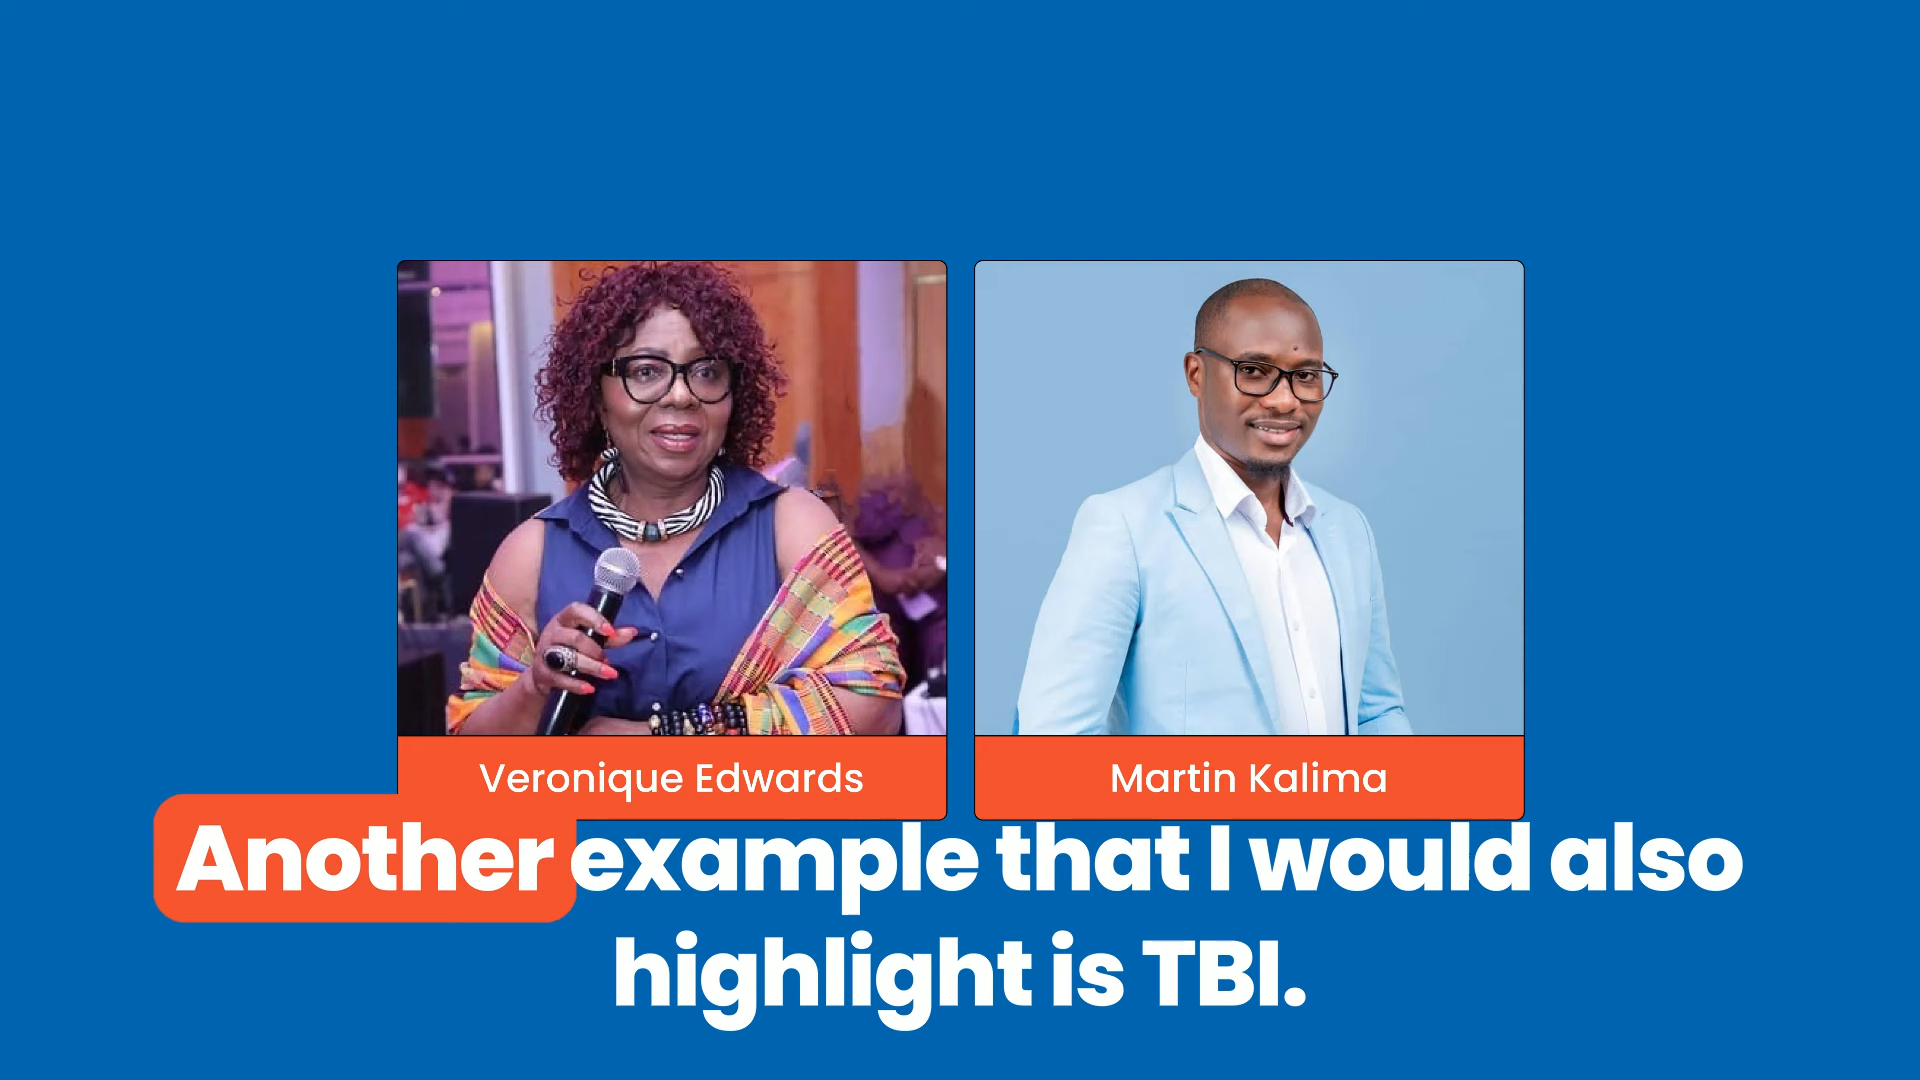 Veronique Edwards
Martin Kalima
Another example that I would also
highlight is TBI.